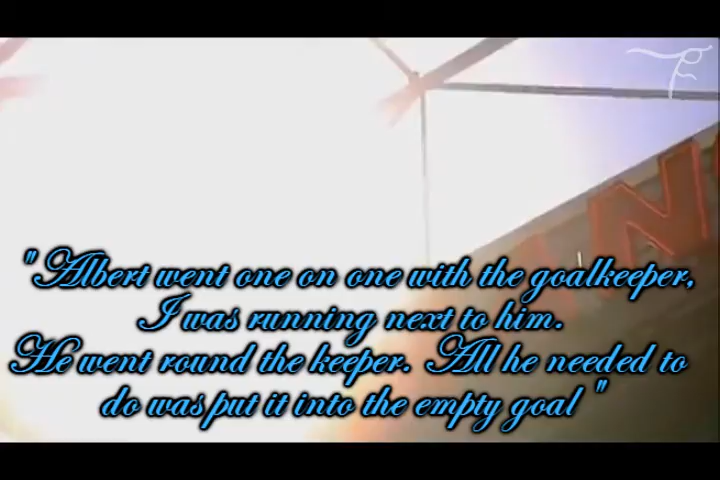 AN
"Albert went one on one with the goalkeeper,
I was running next to him.
He went round the keeper. All he needed to
do was put it into the empty goal "